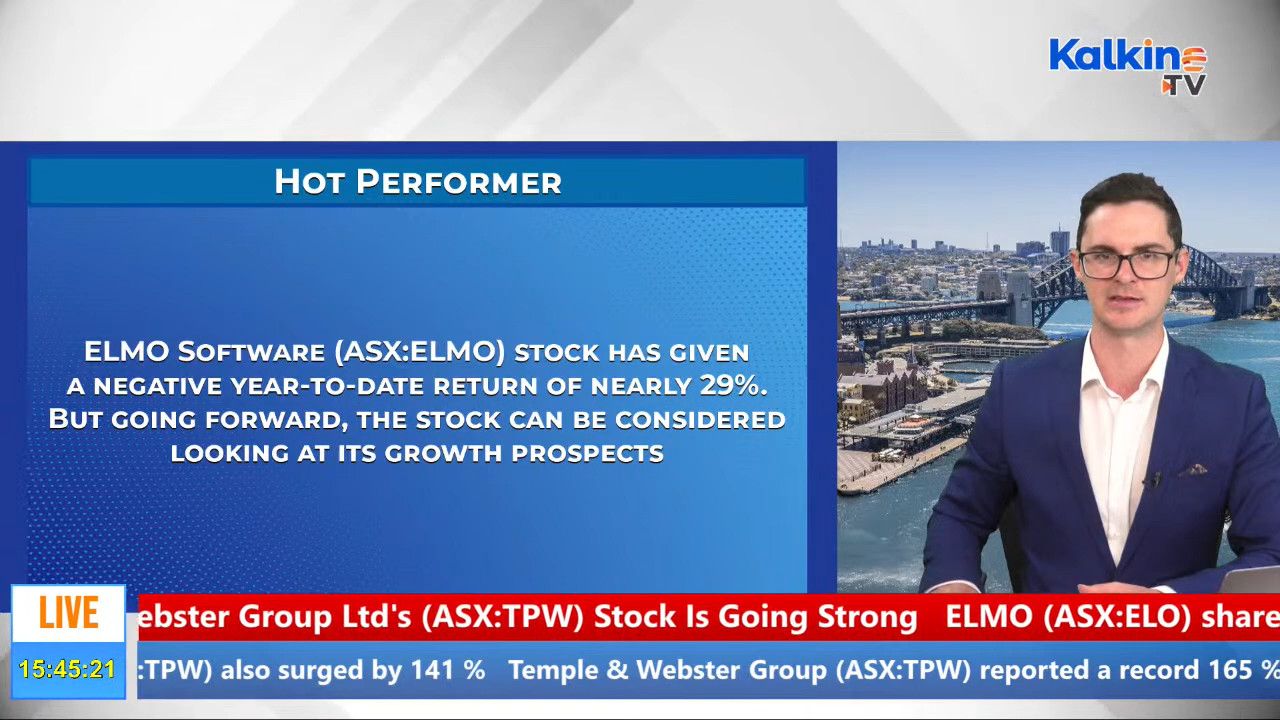 Kalkine
TV
Hot Performer
ELMO Software (ASX:ELMO) stock has given
a negative year-to-date return of nearly 29%.
But going forward, the stock can be considered
looking at its growth prospects
LIVE
ebster Group Ltd's (ASX:TPW) Stock Is Going Strong ELMO (ASX:ELO) share
15:45:21
:TPW) also surged by 141 % Temple & Webster Group (ASX:TPW) reported a record 165 %